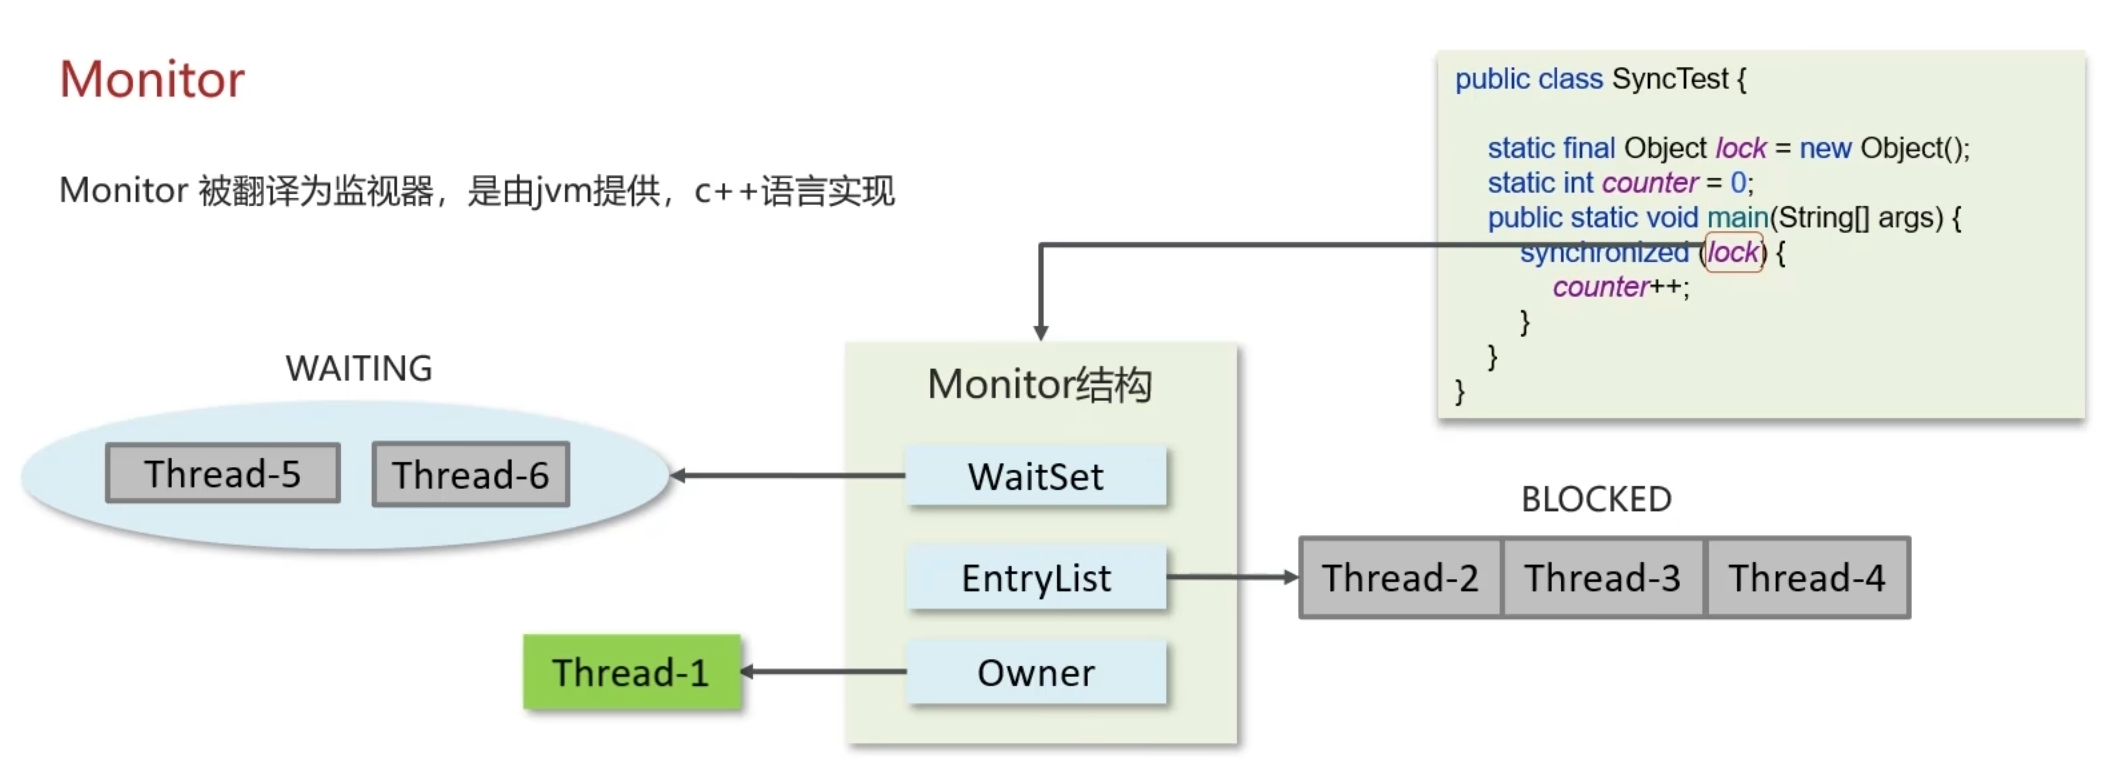 Monitor
Monitor 被翻译为监视器，是由jvm提供，c++语言实现
public class SyncTest {
static final Object lock = new Object();
static int counter = 0;
public static void main(String[] args) {
synchronized (lock) {
counter++;
}
}
}
WAITING
Thread-5
Thread-6
Monitor结构
WaitSet
EntryList
Owner
BLOCKED
Thread-2
Thread-3
Thread-4
Thread-1